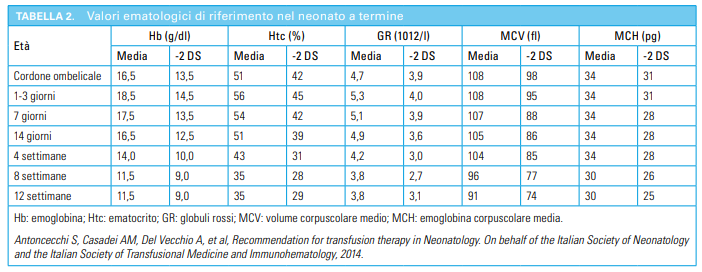 TABELLA 2. Valori ematologici di riferimento nel neonato a termine
Età Hb (g/dl) Htc (%) GR (1012/l) MCV (fl) MCH (pg)
Media -2 DS Media -2 DS Media -2 DS Media -2 DS Media -2 DS
Cordone ombelicale 16,5 13,5 51 42 4,7 3,9 108 98 34 31
1-3 giorni 18,5 14,5 56 45 5,3 4,0 108 95 34 31
7 giorni 17,5 13,5 54 42 5,1 3,9 107 88 34 28
14 giorni 16,5 12,5 51 39 4,9 3,6 105 86 34 28
4 settimane 14,0 10,0 43 31 4,2 3,0 104 85 34 28
8 settimane 11,5 9,0 35 28 3,8 2,7 96 77 30 26
12 settimane 11,5 9,0 35 29 3,8 3,1 91 74 30 25
Hb: emoglobina; Htc: ematocrito; GR: globuli rossi; MCV: volume corpuscolare medio; MCH: emoglobina corpuscolare media.
Antoncecchi S, Casadei AM, Del Vecchio A, et al, Recommendation for transfusion therapy in Neonatology. On behalf of the Italian Society of Neonatology
and the Italian Society of Transfusional Medicine and Immunohematology, 2014.